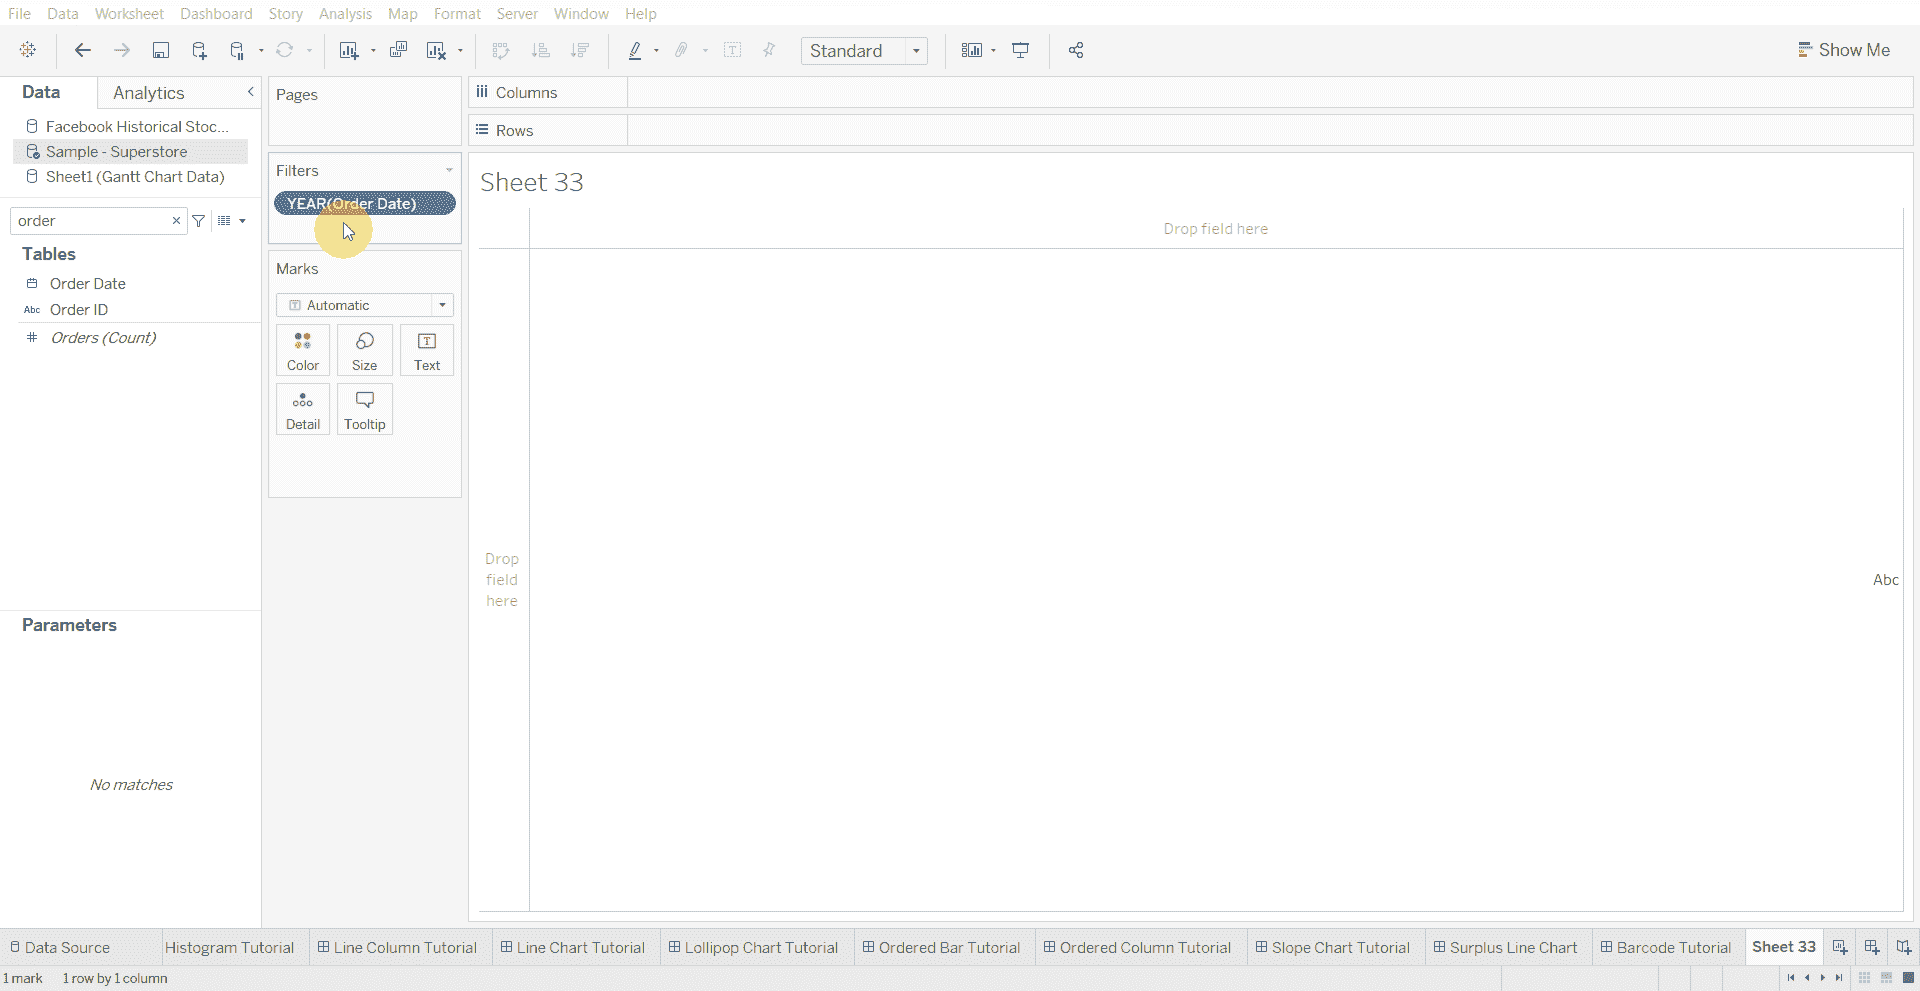 File Data Worksheet Dashboard Story Analysis Map Format Server Window Help
Standard
Show Me
Data Analytics
Facebook Historical Stoc...
Sample - Superstore
Sheet1 (Gantt Chart Data)
order
Tables
Order Date
Abc Order ID
Orders (Count)
Parameters
No matches
Pages
Filters
YEAR(Order Date)
Marks
Automatic
Color Size Text
Detail Tooltip
Columns
Rows
Sheet 33
Drop field here
Drop
field
here
Abc
Data Source Histogram Tutorial Line Column Tutorial Line Chart Tutorial Lollipop Chart Tutorial Ordered Bar Tutorial Ordered Column Tutorial Slope Chart Tutorial Surplus Line Chart Barcode Tutorial Sheet 33
1 mark 1 row by 1 column